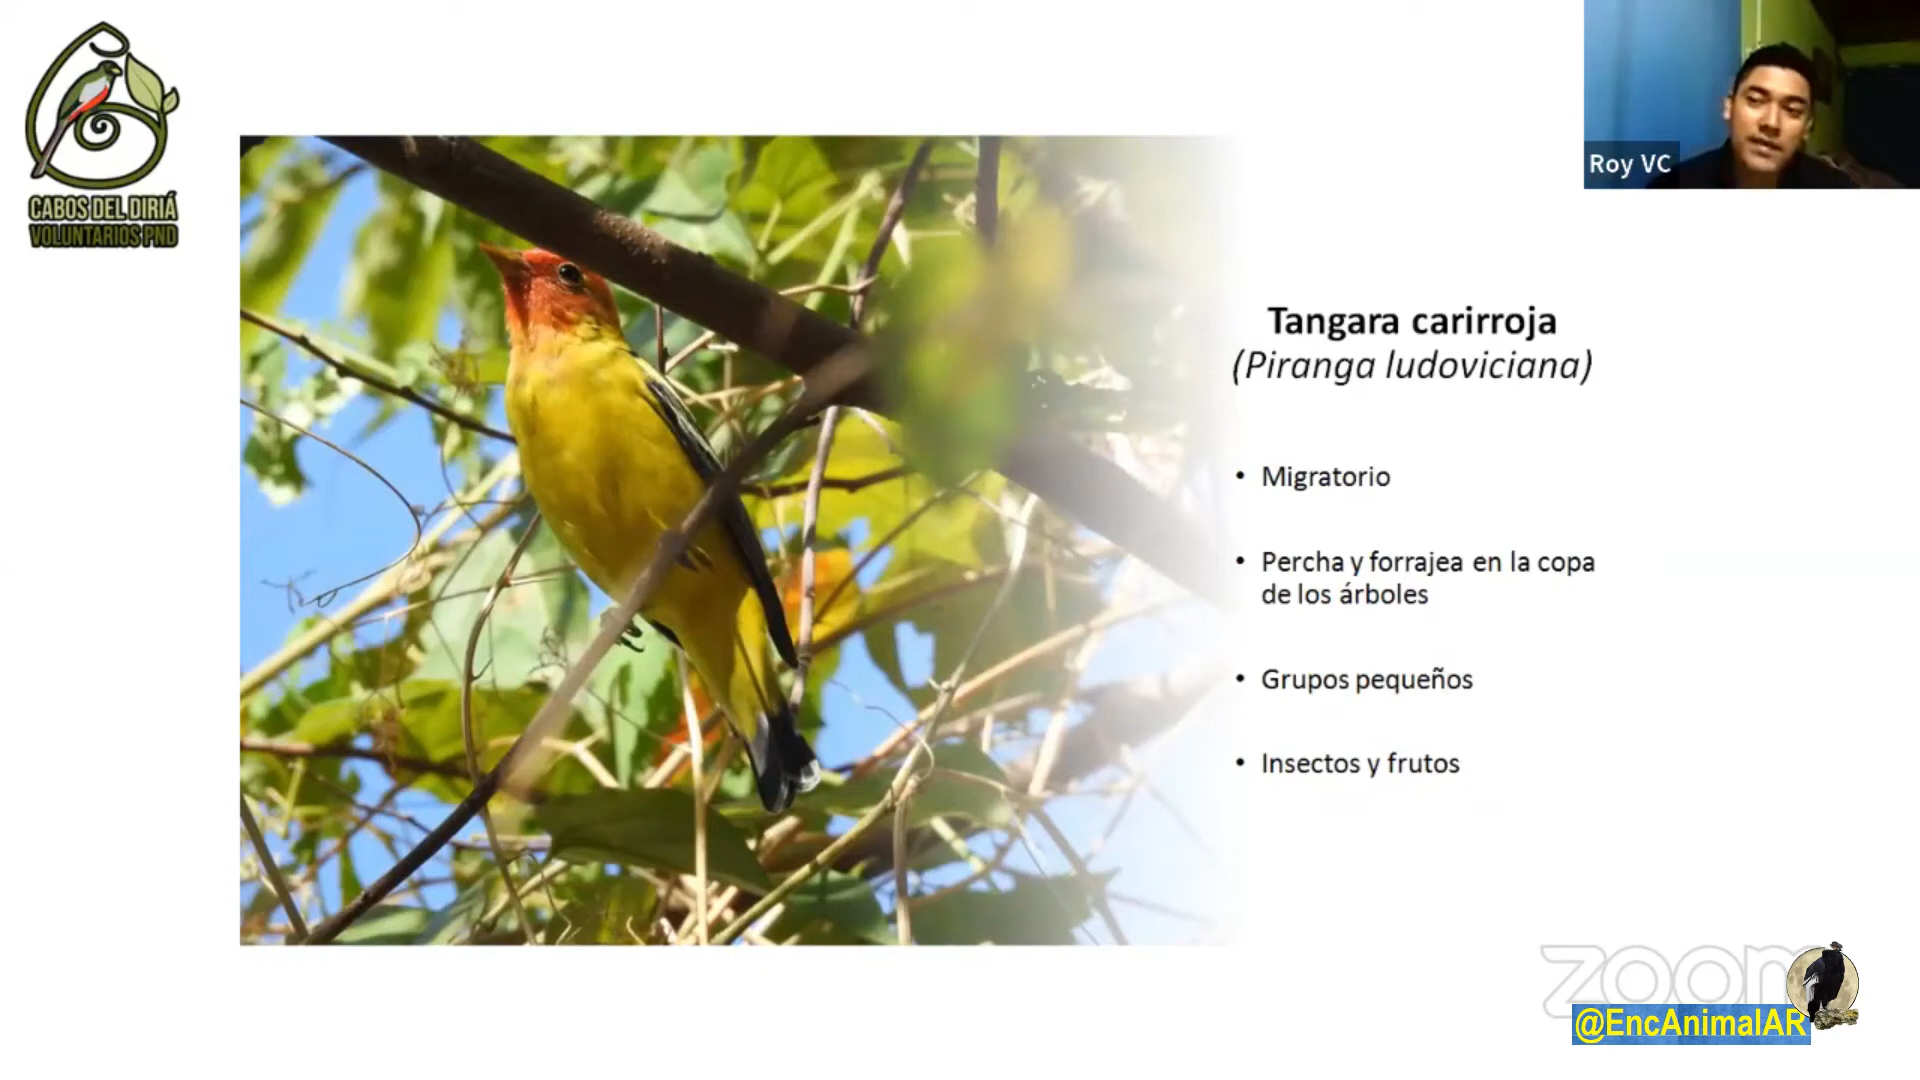 CABOS DEL DIRIÁ
VOLUNTARIOS PND
Roy VC
Tangara carirroja
(Piranga ludoviciana)
• Migratorio
• Percha y forrajea en la copa
de los árboles
• Grupos pequeños
• Insectos y frutos
zoom
@EncAnimalAR